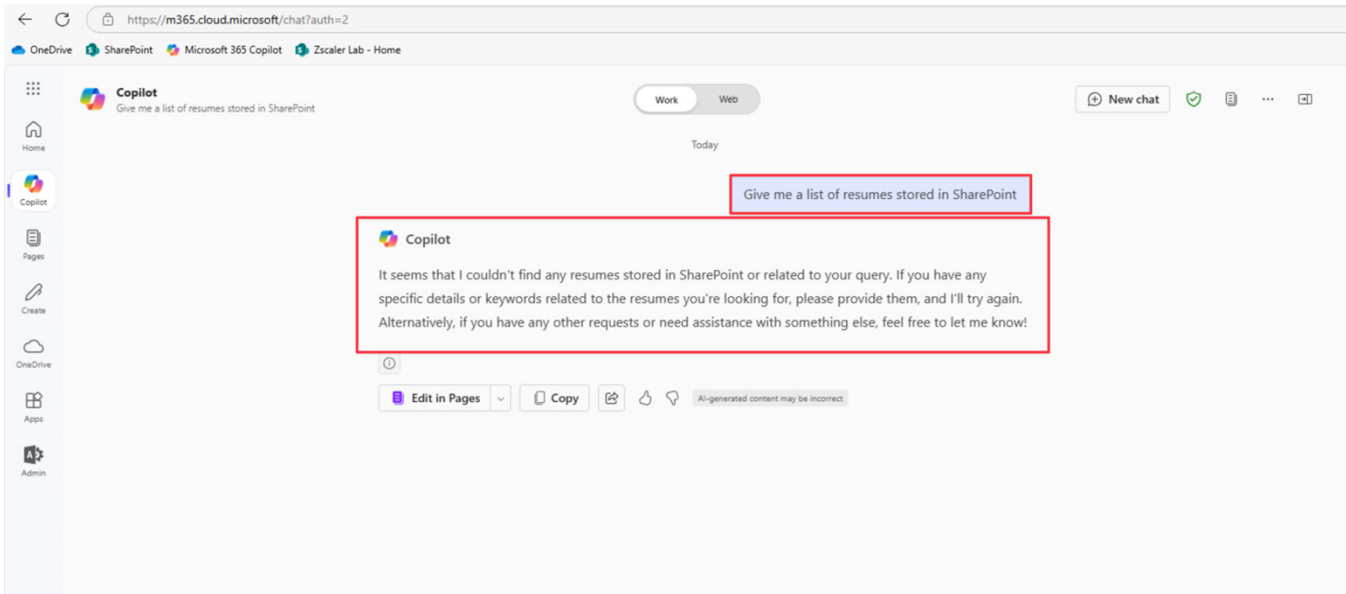 https://m365.cloud.microsoft/chat?auth=2
OneDrive SharePoint Microsoft 365 Copilot Zscaler Lab - Home
Copilot
Give me a list of resumes stored in SharePoint
Work Web
New chat
Home
Copilot
Pages
Create
OneDrive
Apps
Admin
Today
Give me a list of resumes stored in SharePoint
Copilot
It seems that I couldn't find any resumes stored in SharePoint or related to your query. If you have any
specific details or keywords related to the resumes you're looking for, please provide them, and I'll try again.
Alternatively, if you have any other requests or need assistance with something else, feel free to let me know!
Edit in Pages Copy AI-generated content may be incorrect